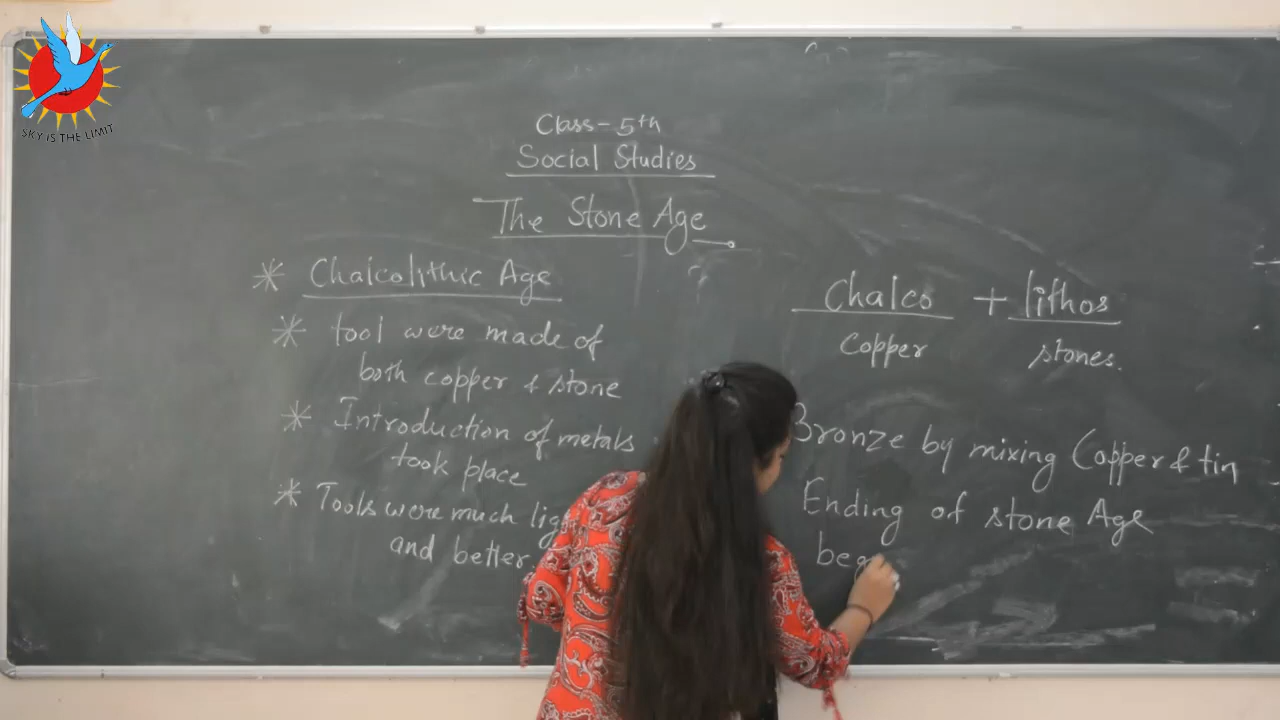 SKY IS THE LIMIT
Class - 5th
Social Studies
The Stone Age
* Chalcolithic Age
* tool were made of
both copper & stone
* Introduction of metals
took place
* Tools were much
and better.
Chalco + lithos
Copper stones.
Bronze by mixing Copper & tin
Ending of stone Age